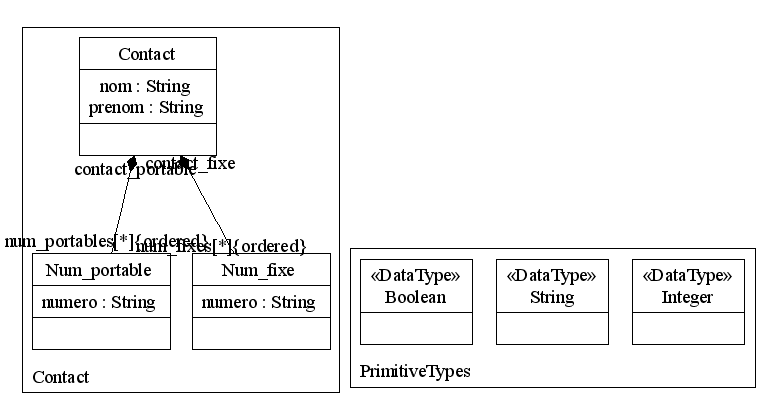 Contact
nom : String
prenom : String
contact_portable_
contact_fixe
num_portables[*]{ordered}
num_fixes[*]{ordered}
Num_portable
numero : String
Num_fixe
numero : String
Contact
«DataType»
Boolean
«DataType»
String
«DataType»
Integer
PrimitiveTypes